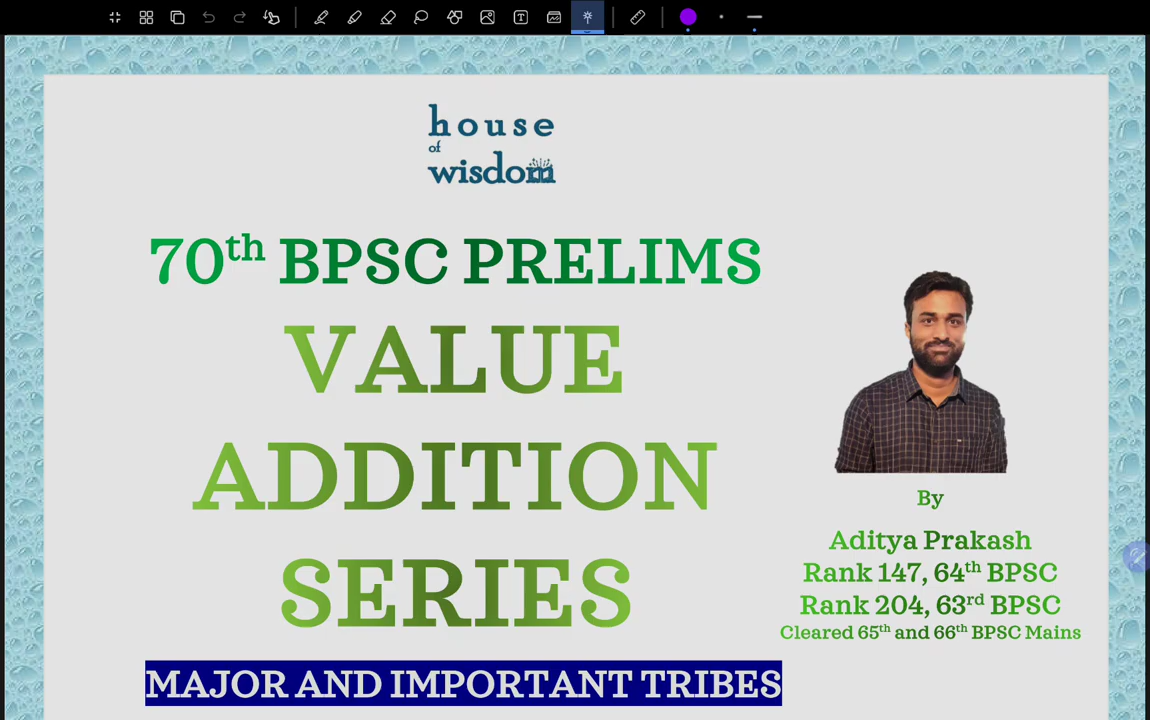 house
of
wisdom
70th BPSC PRELIMS
VALUE
ADDITION
SERIES
MAJOR AND IMPORTANT TRIBES
By
Aditya Prakash
Rank 147, 64th BPSC
Rank 204, 63rd BPSC
Cleared 65th and 66th BPSC Mains